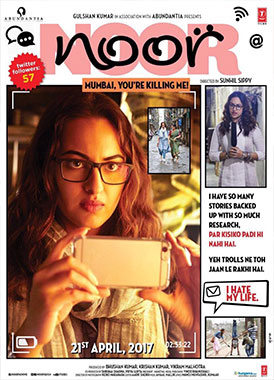 ABUNDANTIA
GULSHAN KUMAR IN ASSOCIATION WITH ABUNDANTIA PRESENTS
T
twitter
followers:
57
NOOR
noor
MUMBAI, YOU'RE KILLING ME!
@
DIRECTED BY SUNHIL SIPPY
I HAVE SO MANY
STORIES BACKED
UP WITH SO MUCH
RESEARCH,
PAR KISIKO PADI HI
NAHI HAI.
YEH TROLLS NE TOH
JAAN LE RAKHI HAI.
I HATE
MY LIFE.
21ST APRIL, 2017
02:53:22
PRODUCED BY BHUSHAN KUMAR, KRISHAN KUMAR, VIKRAM MALHOTRA